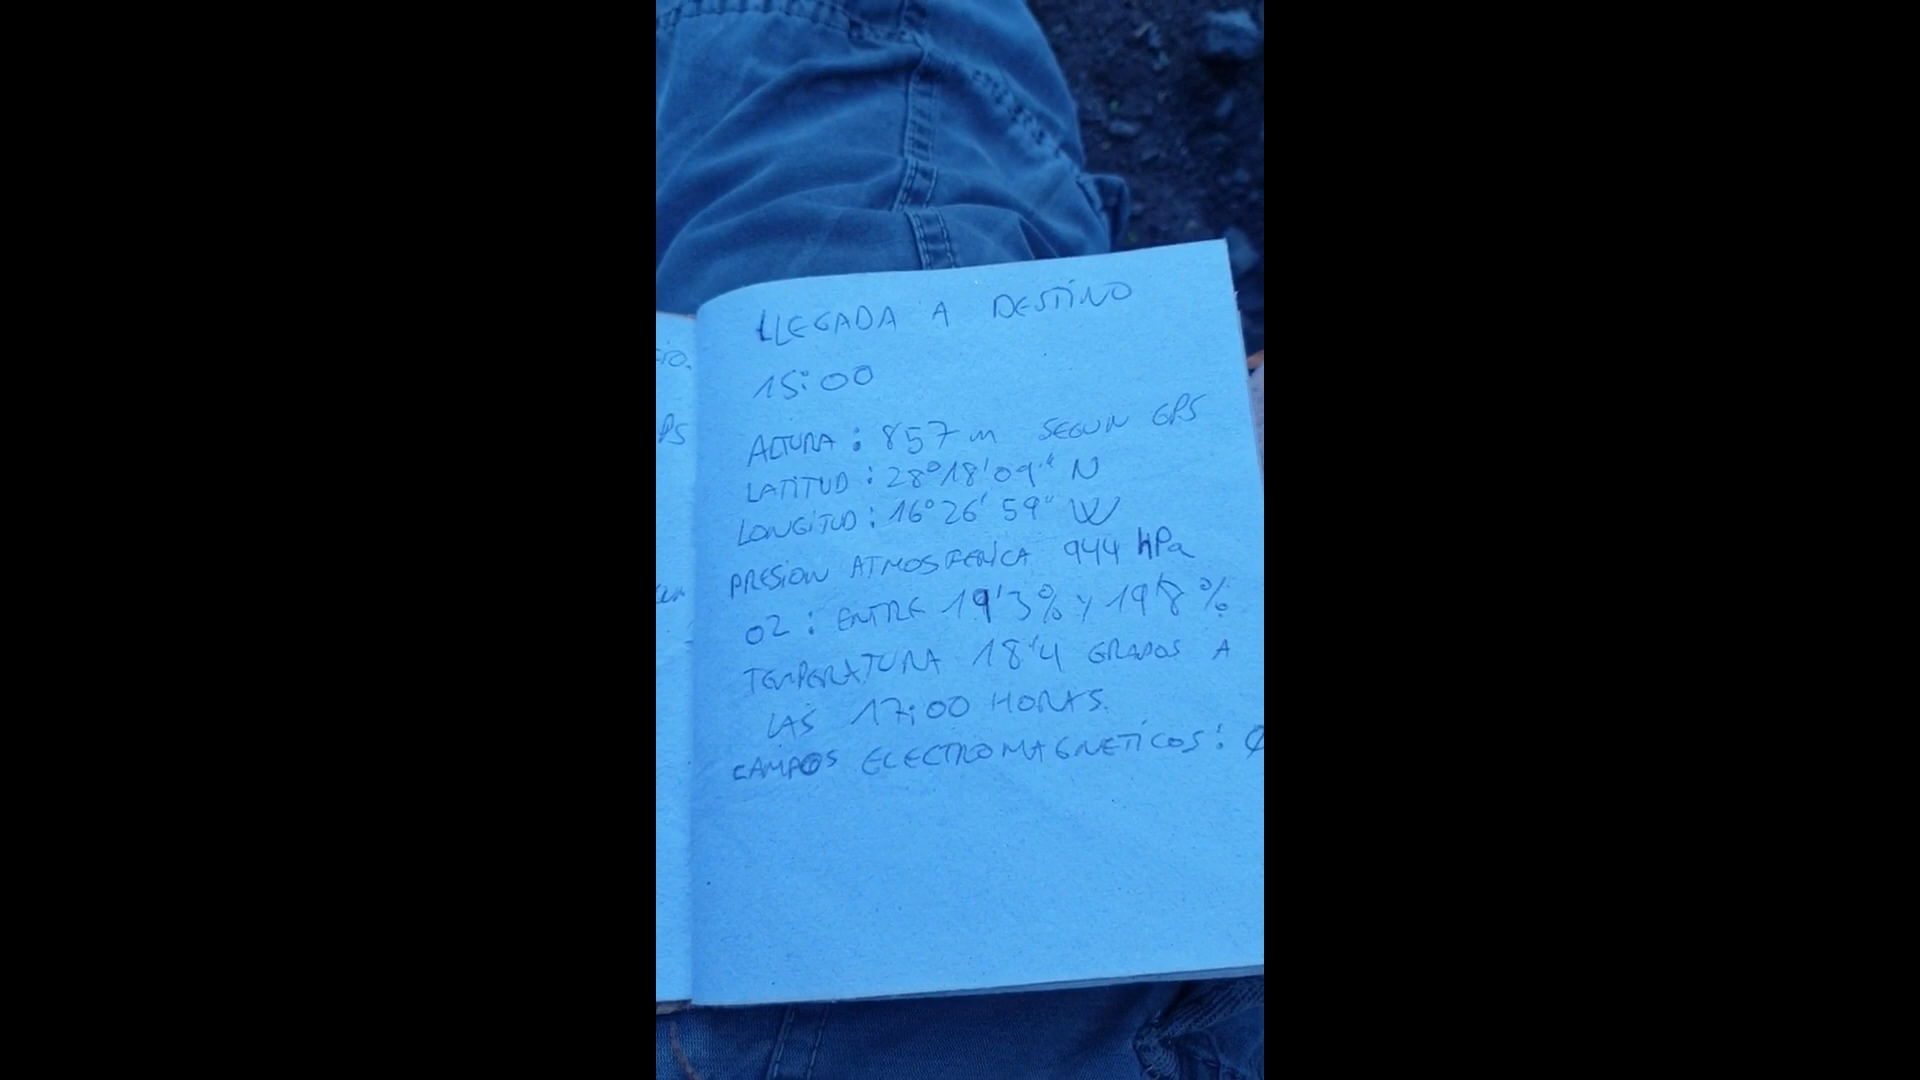 LLEGADA A DESTINO
15:00
ALTURA: 857 m SEGUN GPS
LATITUD: 28°18'09" N
LONGITUD: 16°26'59" W
PRESION ATMOSFERICA 944 hPa
O2: ENTRE 19'3% y 19'8%
TEMPERATURA 18'4 GRADOS A
LAS 17:00 HORAS.
CAMPOS ELECTROMAGNETICOS: Ø